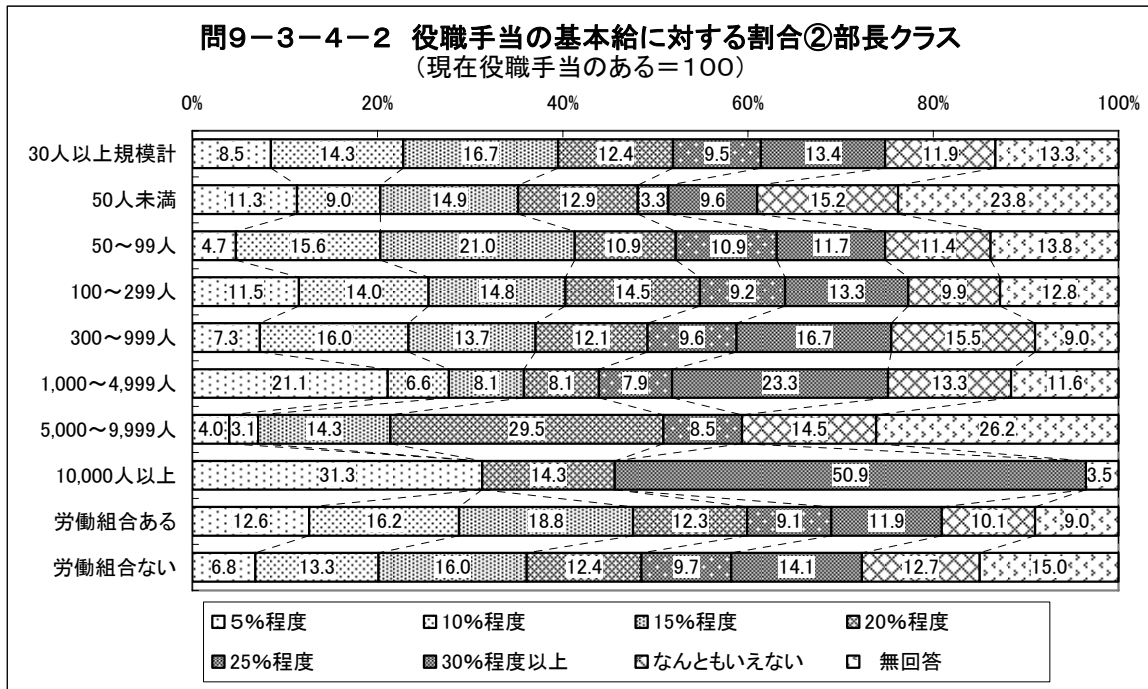 問9－3－4－2　役職手当の基本給に対する割合②部長クラス
（現在役職手当のある＝100）
0% 20% 40% 60% 80% 100%
30人以上規模計 8.5 14.3 16.7 12.4 9.5 13.4 11.9 13.3
50人未満 11.3 9.0 14.9 12.9 3.3 9.6 15.2 23.8
50～99人 4.7 15.6 21.0 10.9 10.9 11.7 11.4 13.8
100～299人 11.5 14.0 14.8 14.5 9.2 13.3 9.9 12.8
300～999人 7.3 16.0 13.7 12.1 9.6 16.7 15.5 9.0
1,000～4,999人 21.1 6.6 8.1 8.1 7.9 23.3 13.3 11.6
5,000～9,999人 4.0 3.1 14.3 29.5 8.5 14.5 26.2
10,000人以上 31.3 14.3 50.9 3.5
労働組合ある 12.6 16.2 18.8 12.3 9.1 11.9 10.1 9.0
労働組合ない 6.8 13.3 16.0 12.4 9.7 14.1 12.7 15.0
５%程度 10%程度 15%程度 20%程度
25%程度 30%程度以上 なんともいえない 無回答